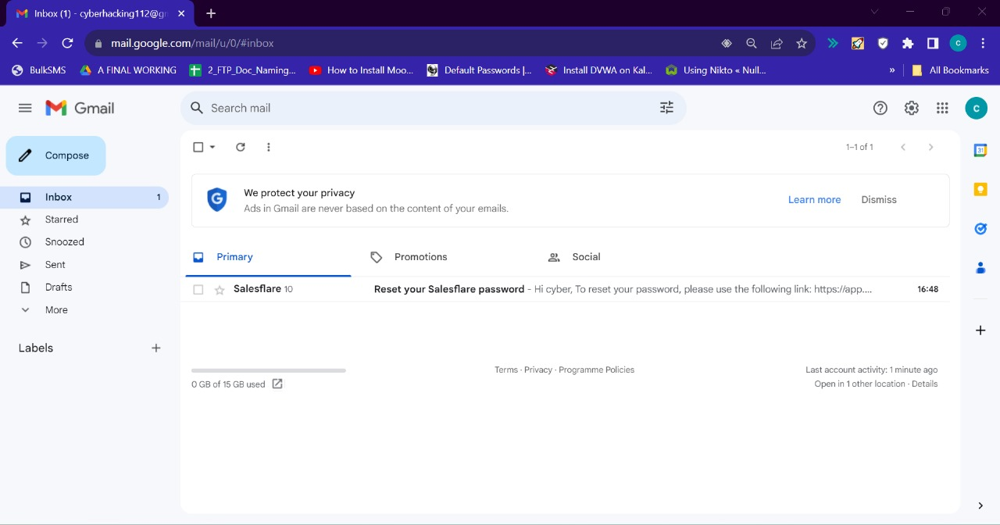 Inbox (1) - cyberhacking112@gm
mail.google.com/mail/u/0/#inbox
C
BulkSMS
A FINAL WORKING
2_FTP_Doc_Naming...
How to Install Moo...
Default Passwords |...
Install DVWA on Kal...
Using Nikto « Null...
»
All Bookmarks
Gmail
Search mail
C
Compose
1–1 of 1
31
We protect your privacy
Ads in Gmail are never based on the content of your emails.
Learn more
Dismiss
Inbox 1
Starred
Snoozed
Sent
Drafts
More
Labels
Primary
Promotions
Social
Salesflare 10 Reset your Salesflare password - Hi cyber, To reset your password, please use the following link: https://app.... 16:48
Terms · Privacy · Programme Policies
Last account activity: 1 minute ago
0 GB of 15 GB used
Open in 1 other location · Details